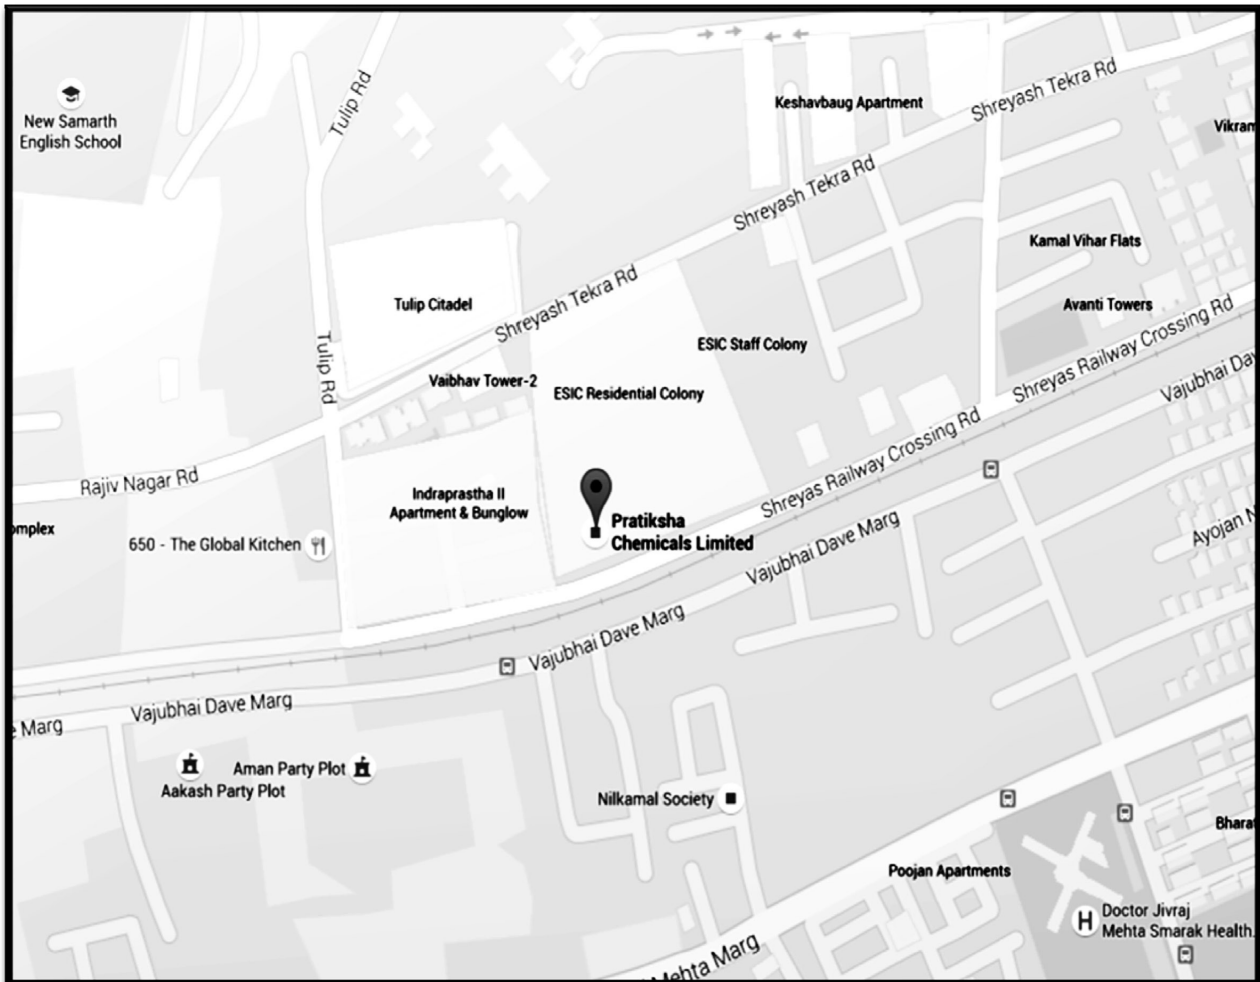 Tulip Rd
Shreyash Tekra Rd
New Samarth
English School
Keshavbaug Apartment
Vikram
Shreyash Tekra Rd
Kamal Vihar Flats
Tulip Citadel
Shreyash Tekra Rd
Avanti Towers
Tulip Rd
ESIC Staff Colony
Shreyas Railway Crossing Rd
Vaibhav Tower-2
ESIC Residential Colony
Vajubhai Da
Rajiv Nagar Rd
Indraprastha II
Apartment & Bunglow
Shreyas Railway Crossing Rd
omplex
650 - The Global Kitchen
Pratiksha
Chemicals Limited
Vajubhai Dave Marg
Ayojan N
Vajubhai Dave Marg
Vajubhai Dave Marg
e Marg
Aman Party Plot
Aakash Party Plot
Nilkamal Society
Bharat
Poojan Apartments
H
Doctor Jivraj
Mehta Smarak Health
Mehta Marg